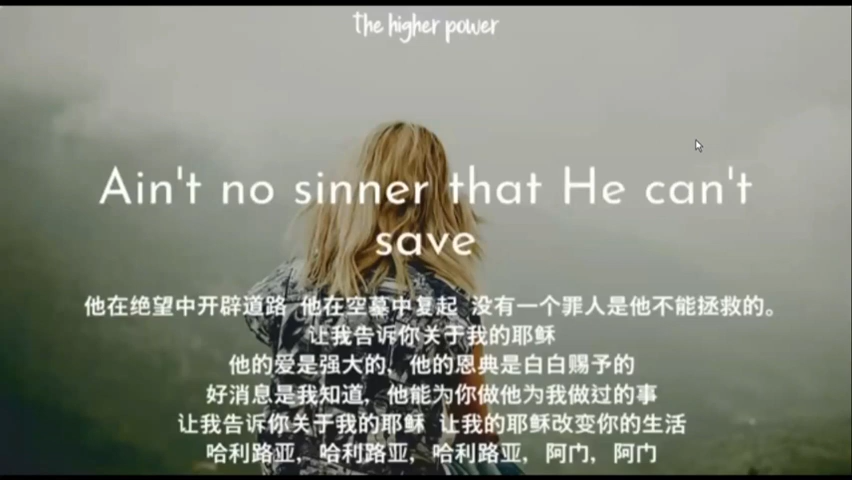 the higher power
Ain't no sinner that He can't
save
他在绝望中开辟道路 他在空墓中复起 没有一个罪人是他不能拯救的。
让我告诉你关于我的耶稣
他的爱是强大的，他的恩典是白白赐予的
好消息是我知道，他能为你做他为我做过的事
让我告诉你关于我的耶稣 让我的耶稣改变你的生活
哈利路亚，哈利路亚，哈利路亚，阿门，阿门